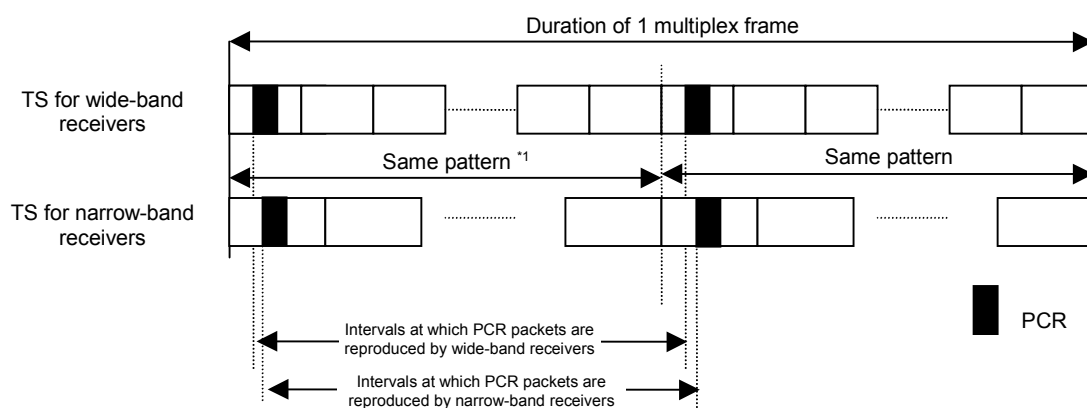 Duration of 1 multiplex frame
TS for wide-band
receivers
Same pattern *1
Same pattern
TS for narrow-band
receivers
PCR
Intervals at which PCR packets are
reproduced by wide-band receivers
Intervals at which PCR packets are
reproduced by narrow-band receivers